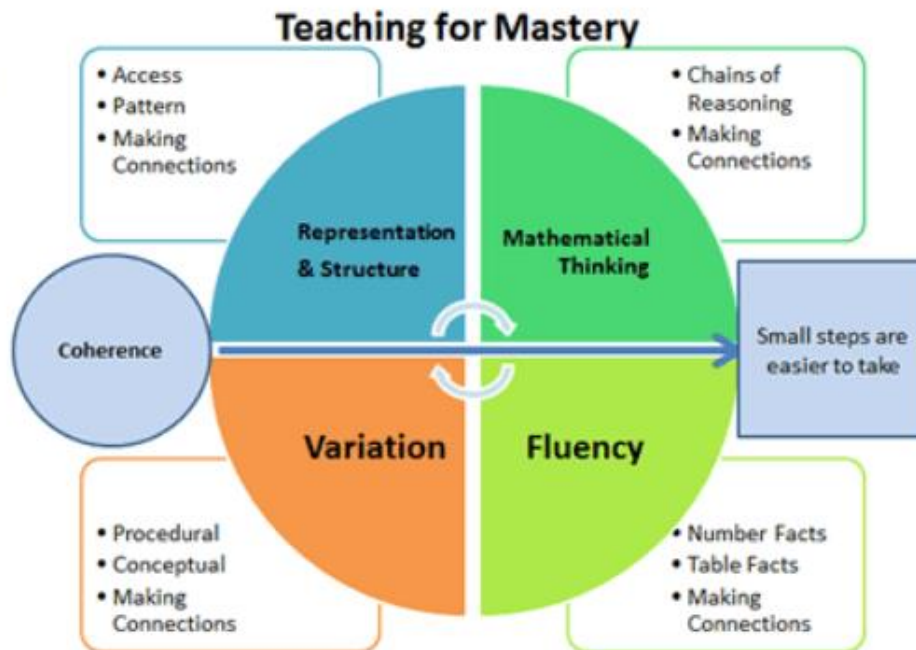 Teaching for Mastery
• Access
• Pattern
• Making
Connections
• Chains of
Reasoning
• Making
Connections
Representation
& Structure
Mathematical
Thinking
Coherence
Small steps are
easier to take
Variation
Fluency
• Procedural
• Conceptual
• Making
Connections
• Number Facts
• Table Facts
• Making
Connections